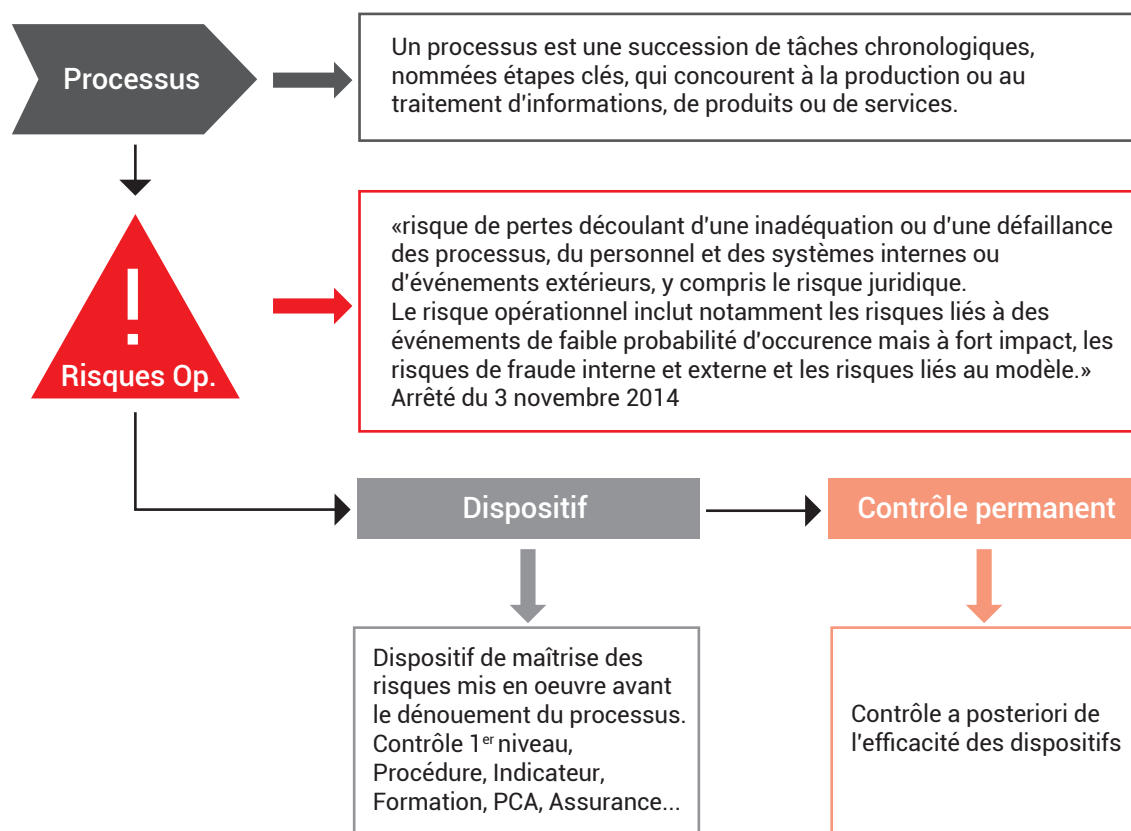 Processus
Un processus est une succession de tâches chronologiques,
nommées étapes clés, qui concourent à la production ou au
traitement d'informations, de produits ou de services.
!
Risques Op.
«risque de pertes découlant d'une inadéquation ou d'une défaillance
des processus, du personnel et des systèmes internes ou
d'événements extérieurs, y compris le risque juridique.
Le risque opérationnel inclut notamment les risques liés à des
événements de faible probabilité d'occurence mais à fort impact, les
risques de fraude interne et externe et les risques liés au modèle.»
Arrêté du 3 novembre 2014
Dispositif
Contrôle permanent
Dispositif de maîtrise des
risques mis en oeuvre avant
le dénouement du processus.
Contrôle 1er niveau,
Procédure, Indicateur,
Formation, PCA, Assurance...
Contrôle a posteriori de
l'efficacité des dispositifs